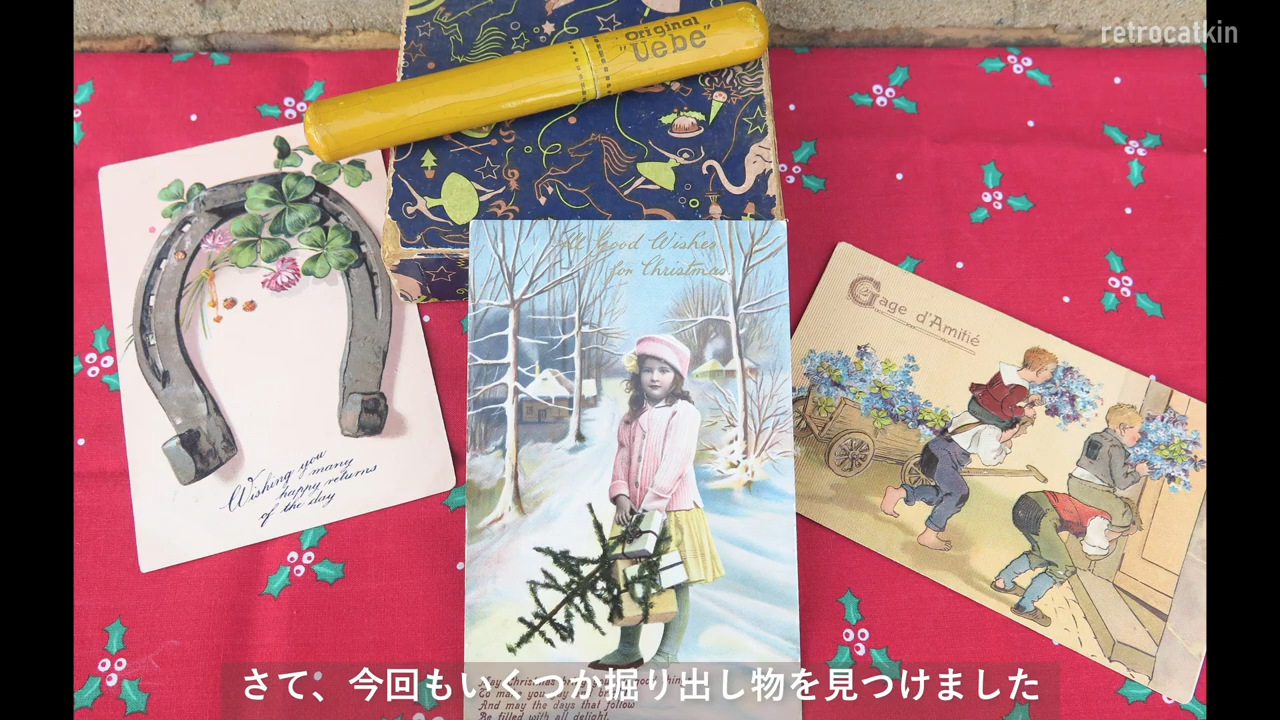 retrocatkin
Original
"Uebe"
All Good Wishes
for Christmas.
Gage d'Amitié
Wishing you
many
happy returns
of the day
さて、今回もいくつか掘り出し物を見つけました
And may the days that follow
Be filled with all delight.